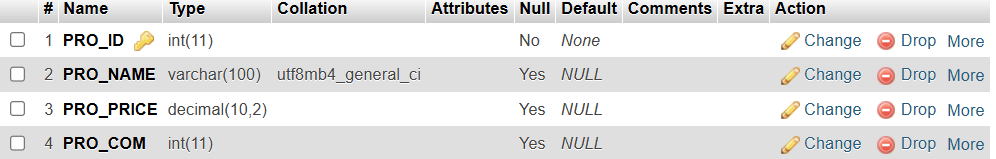 # Name Type Collation Attributes Null Default Comments Extra Action
1 PRO_ID int(11) No None Change Drop More
2 PRO_NAME varchar(100) utf8mb4_general_ci Yes NULL Change Drop More
3 PRO_PRICE decimal(10,2) Yes NULL Change Drop More
4 PRO_COM int(11) Yes NULL Change Drop More